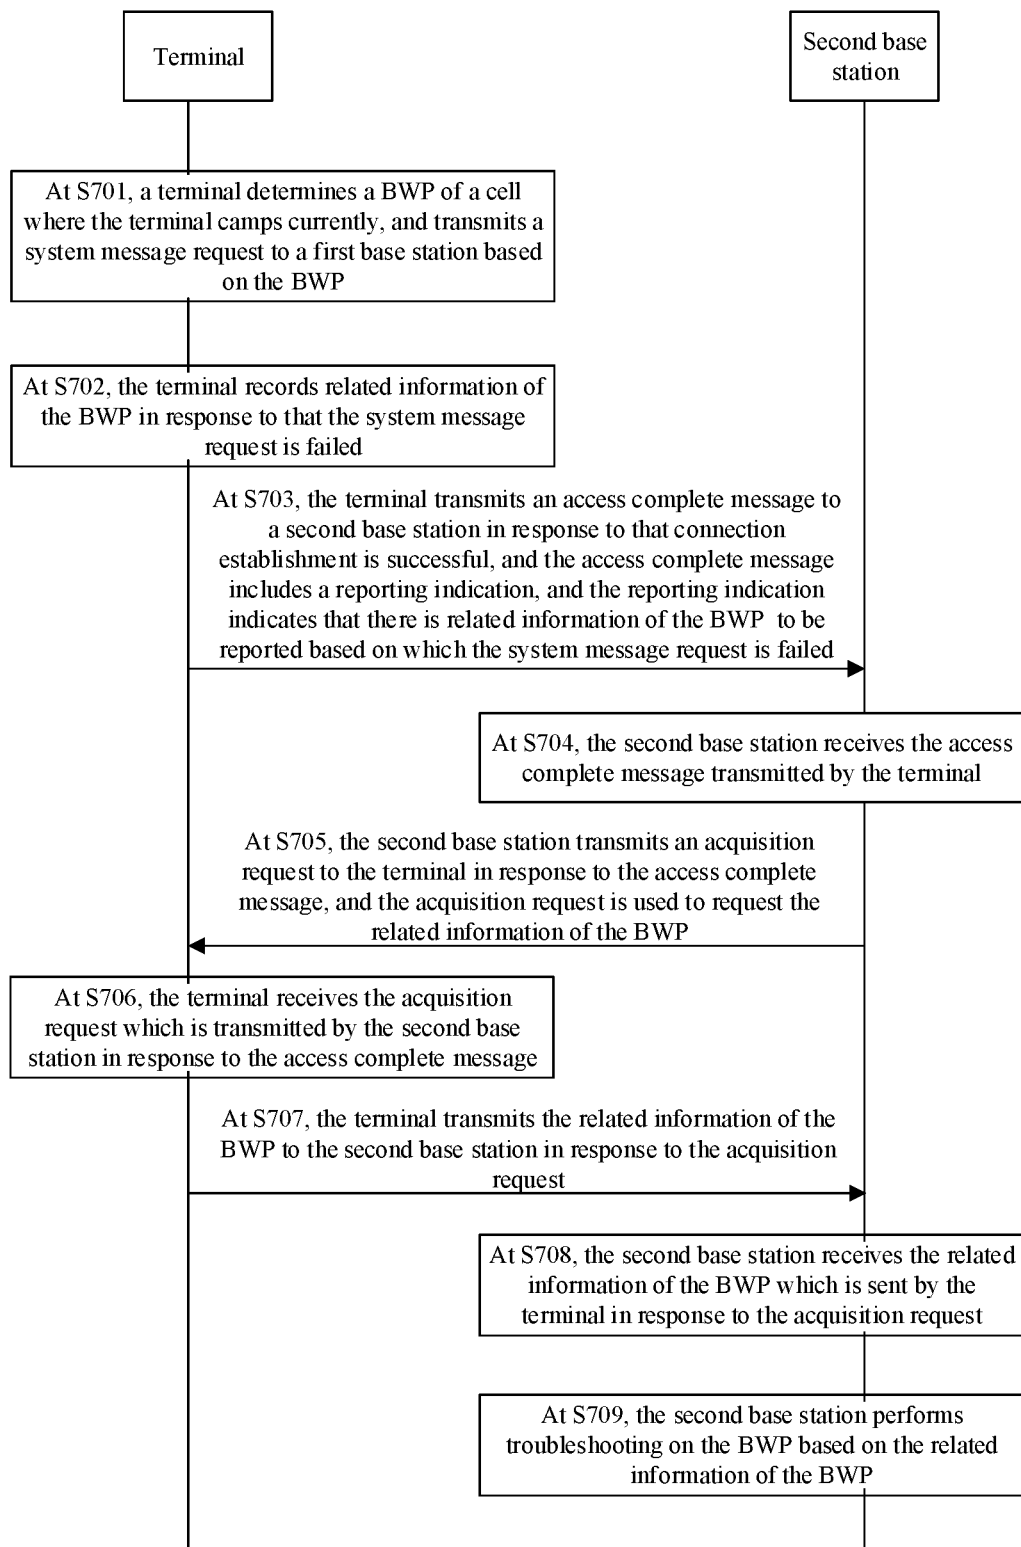 Terminal
Second base
station
At S701, a terminal determines a BWP of a cell
where the terminal camps currently, and transmits a
system message request to a first base station based
on the BWP
At S702, the terminal records related information of
the BWP in response to that the system message
request is failed
At S703, the terminal transmits an access complete message to
a second base station in response to that connection
establishment is successful, and the access complete message
includes a reporting indication, and the reporting indication
indicates that there is related information of the BWP to be
reported based on which the system message request is failed
At S704, the second base station receives the access
complete message transmitted by the terminal
At S705, the second base station transmits an acquisition
request to the terminal in response to the access complete
message, and the acquisition request is used to request the
related information of the BWP
At S706, the terminal receives the acquisition
request which is transmitted by the second base
station in response to the access complete message
At S707, the terminal transmits the related information of the
BWP to the second base station in response to the acquisition
request
At S708, the second base station receives the related
information of the BWP which is sent by the
terminal in response to the acquisition request
At S709, the second base station performs
troubleshooting on the BWP based on the related
information of the BWP